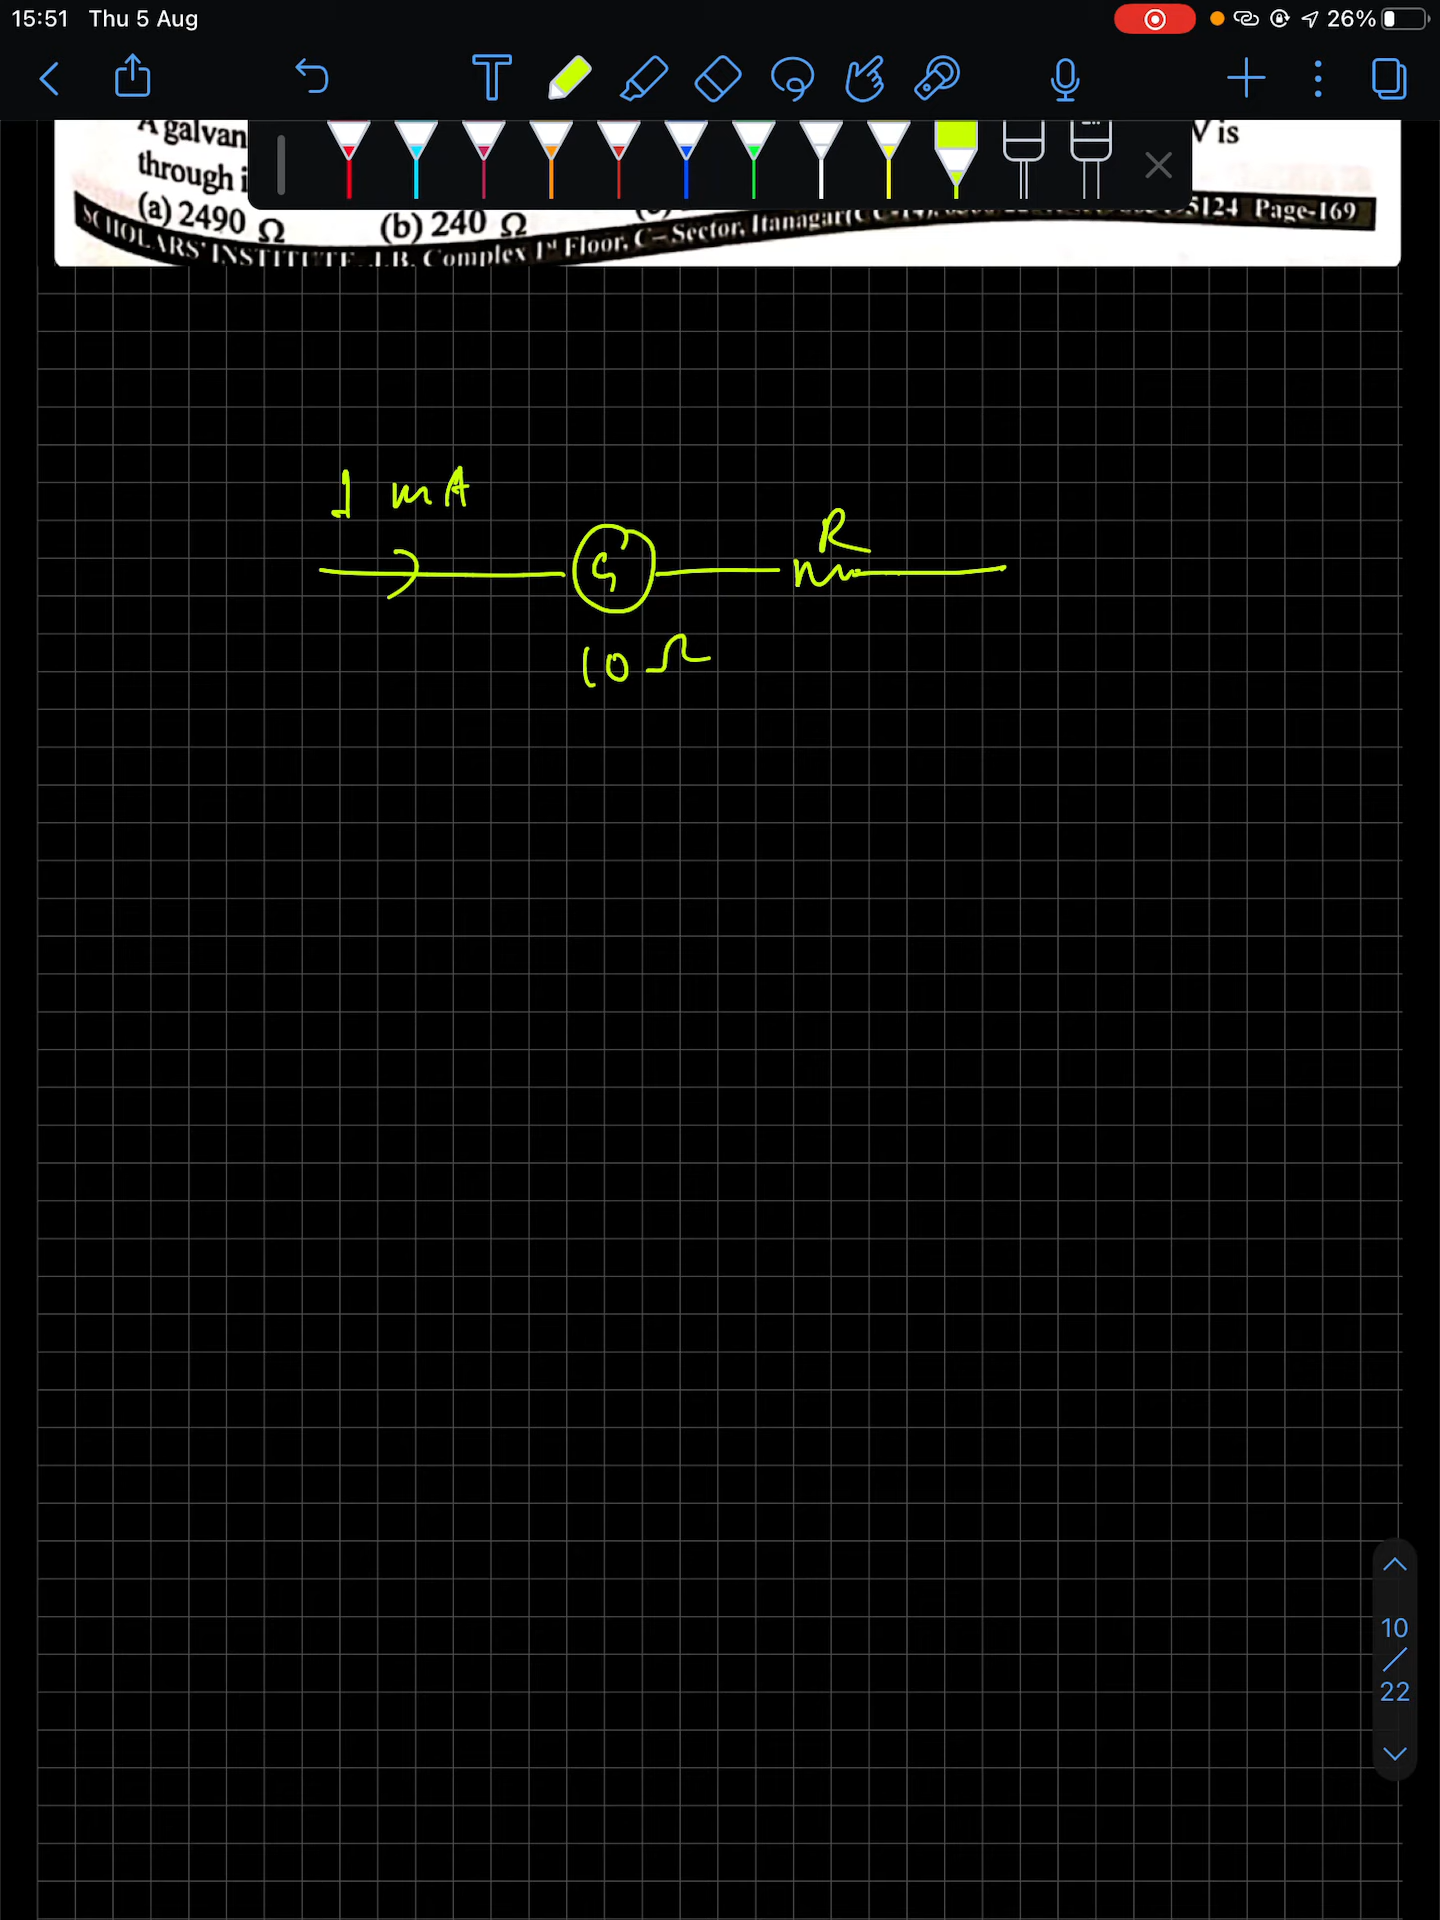 15:51 Thu 5 Aug
26%
A galvan
V is
through i
(a) 2490 Ω
(b) 240 Ω
SCHOLARS' INSTITUTE, J.B. Complex 1st Floor, C – Sector, Itanagar
5124 Page-169
1 mA
G
R
10 Ω
10
/
22